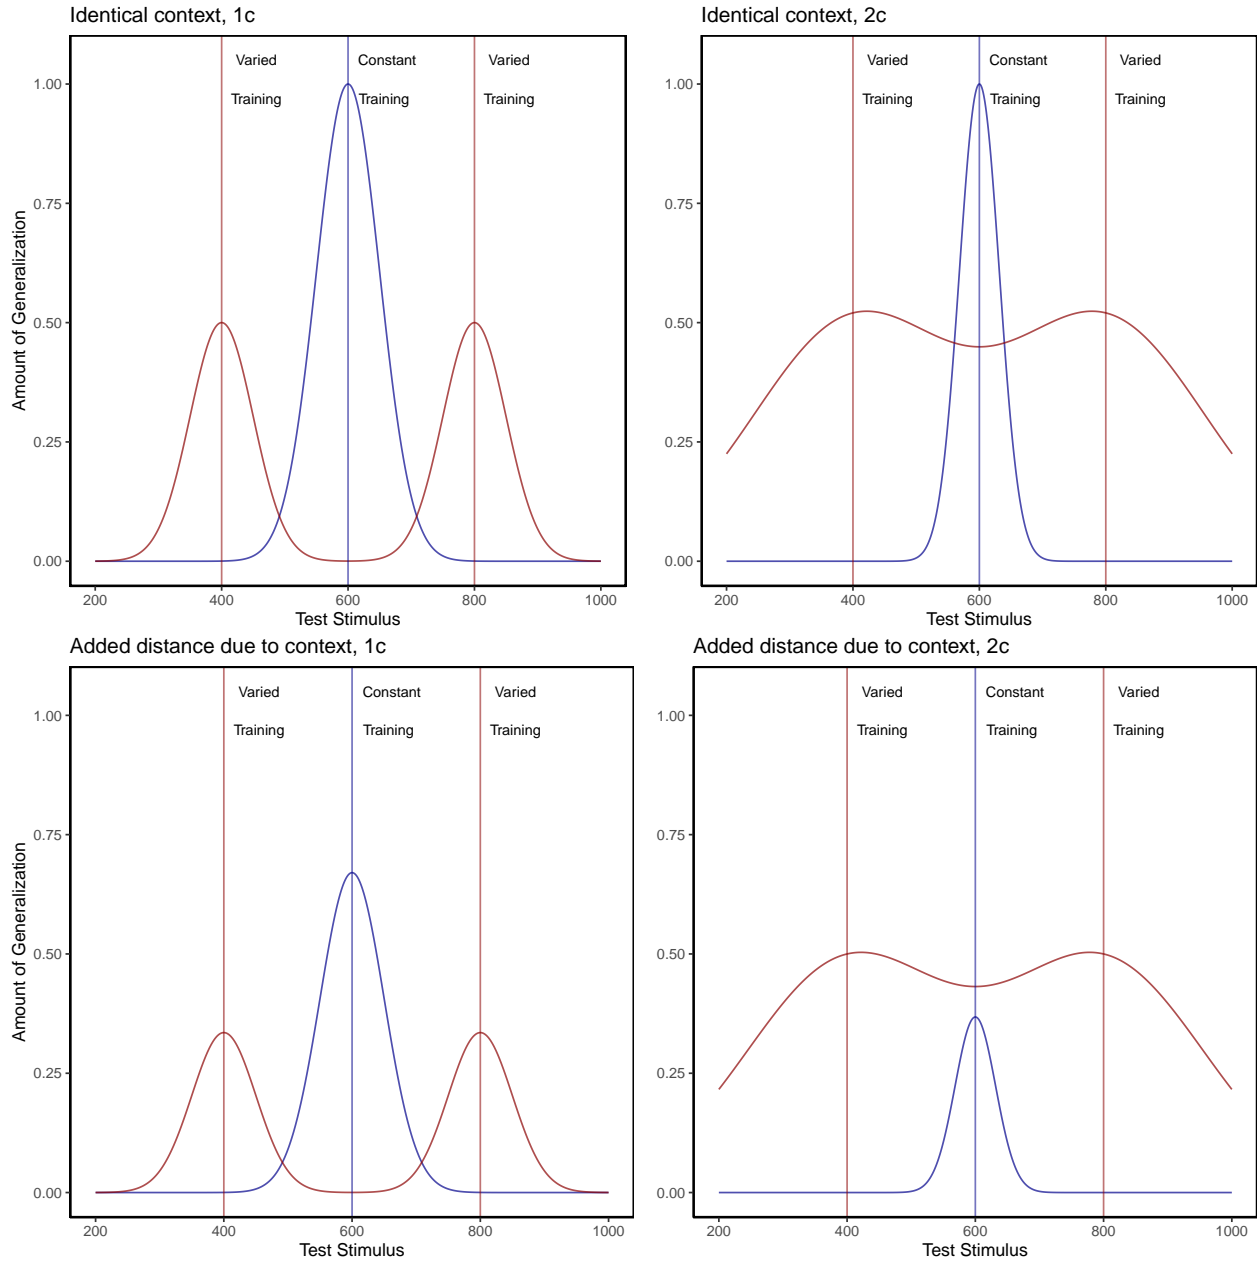 Identical context, 1c
Varied Constant Varied
Training Training Training
1.00
0.75
0.50
0.25
0.00
Amount of Generalization
200 400 600 800 1000
Test Stimulus
Identical context, 2c
Varied Constant Varied
Training Training Training
1.00
0.75
0.50
0.25
0.00
200 400 600 800 1000
Test Stimulus
Added distance due to context, 1c
Varied Constant Varied
Training Training Training
1.00
0.75
0.50
0.25
0.00
Amount of Generalization
200 400 600 800 1000
Test Stimulus
Added distance due to context, 2c
Varied Constant Varied
Training Training Training
1.00
0.75
0.50
0.25
0.00
200 400 600 800 1000
Test Stimulus